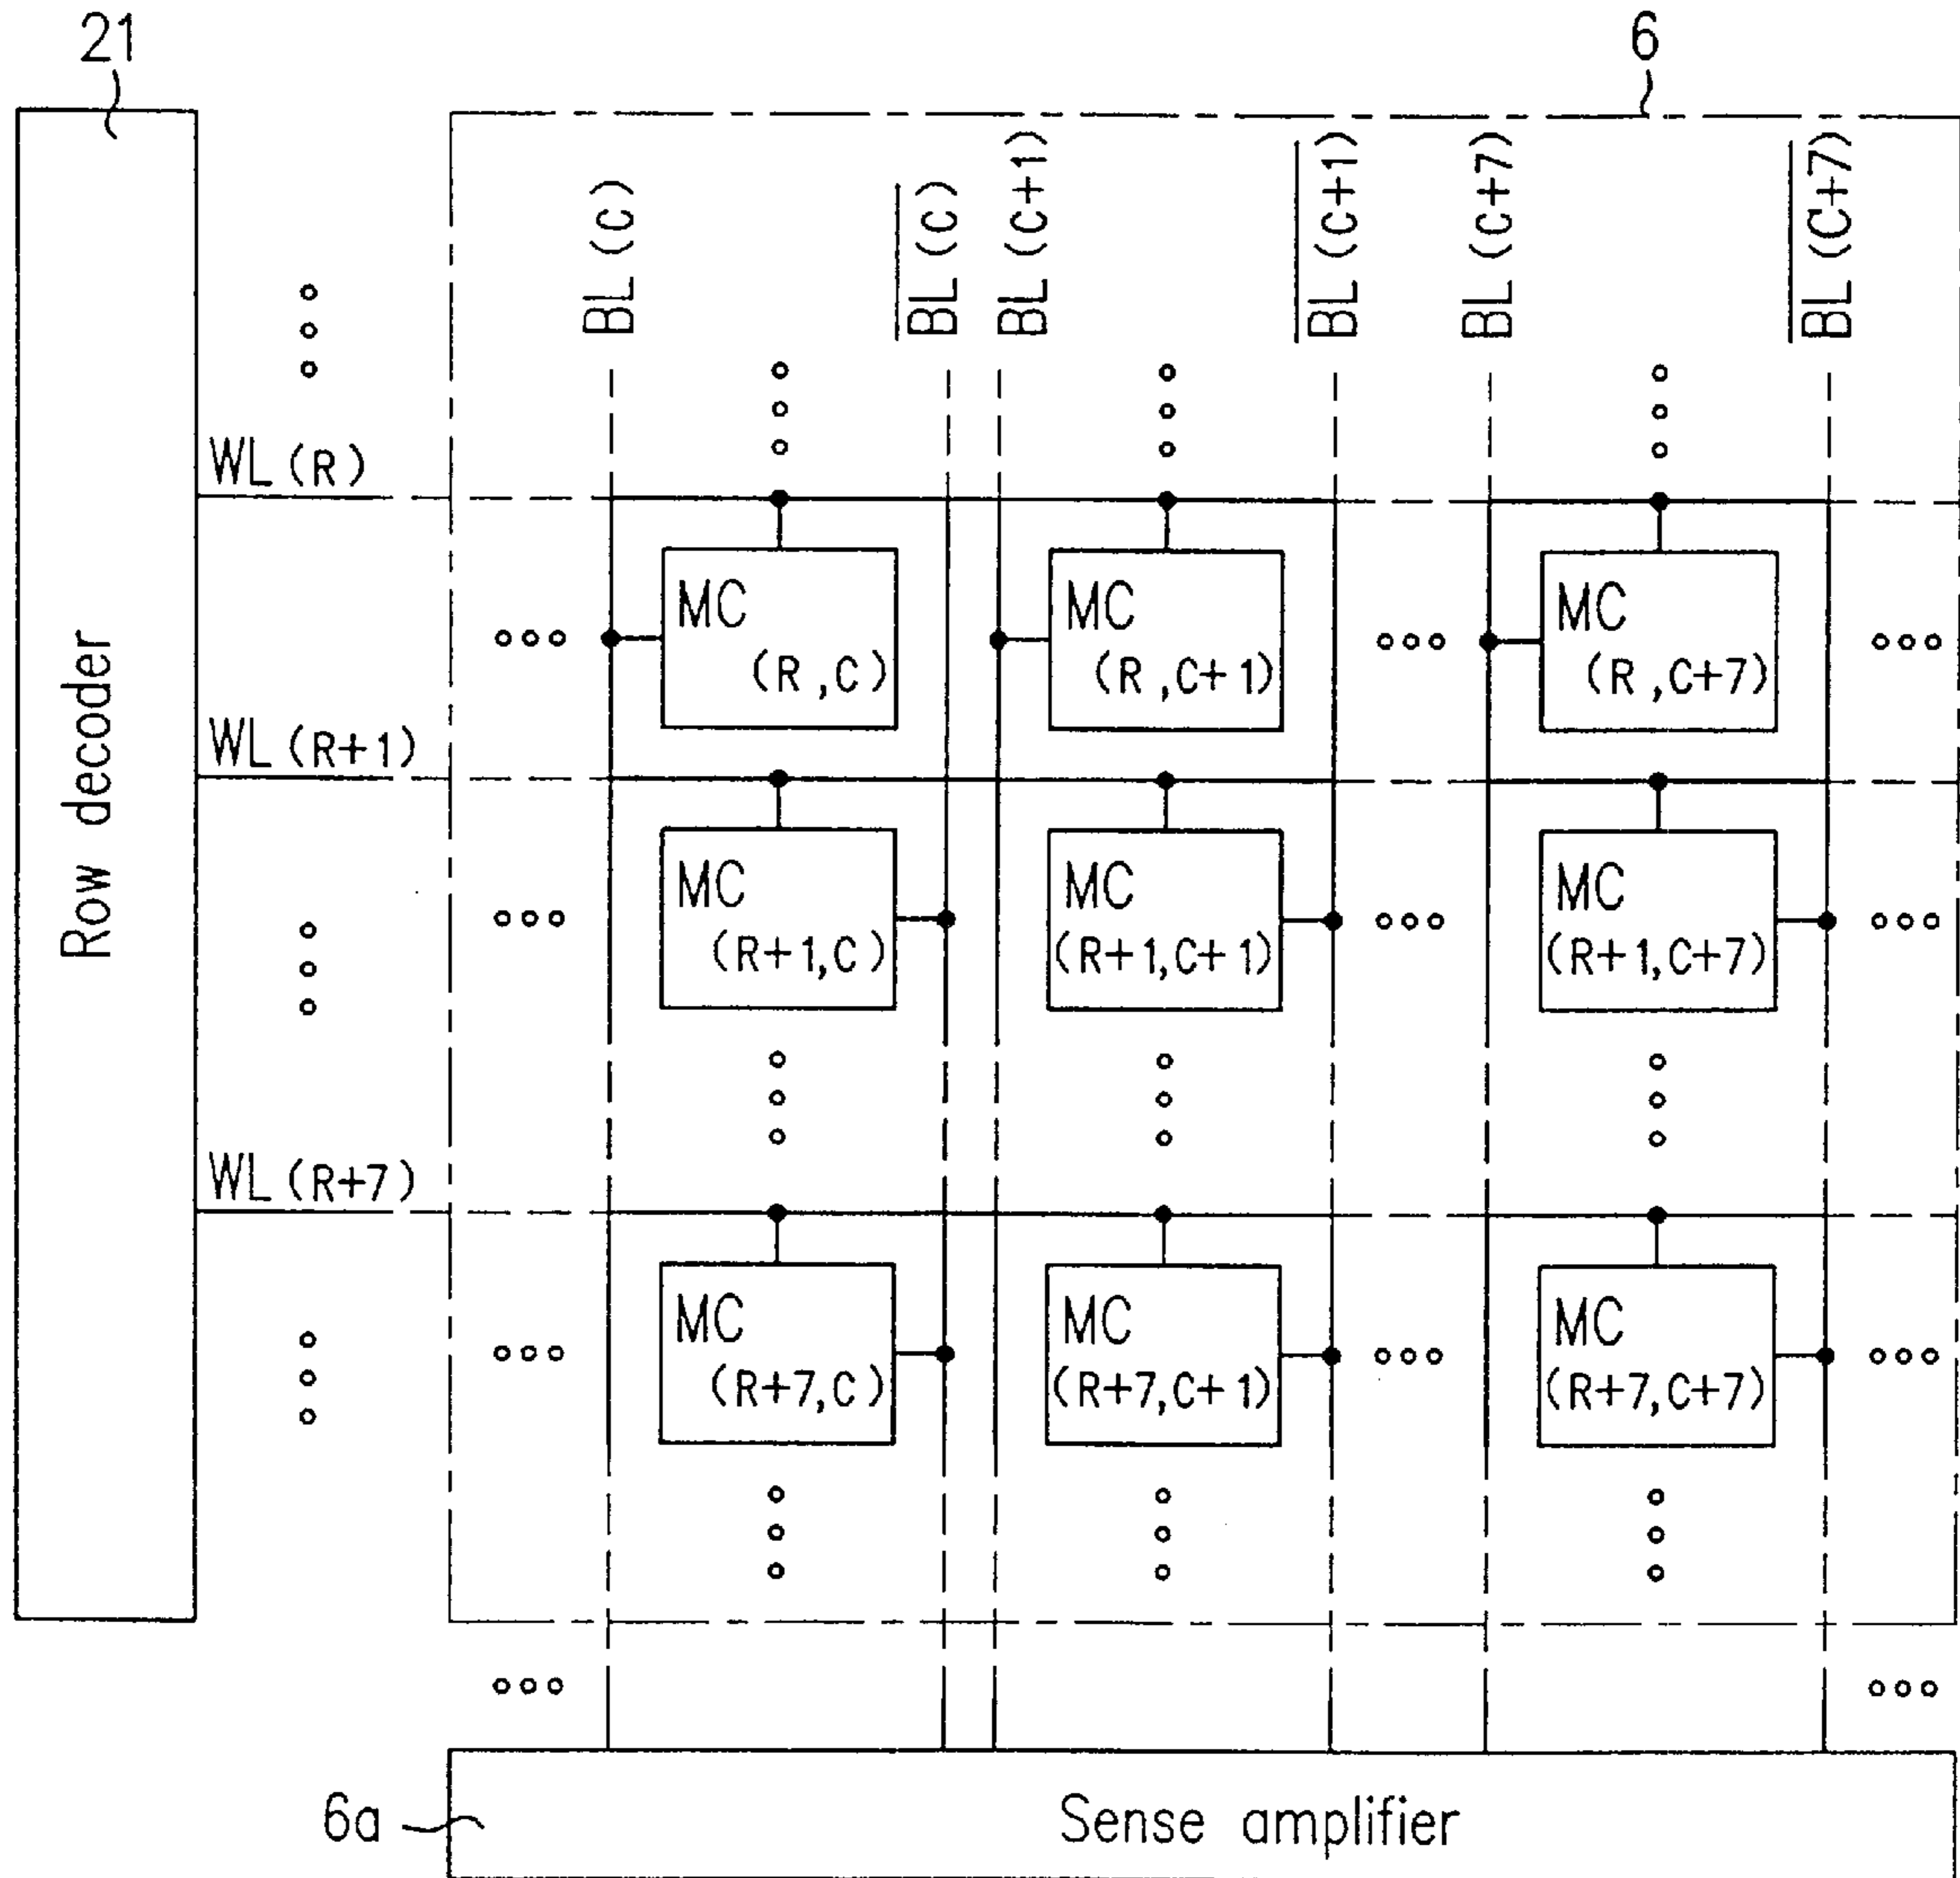 21
6
BL (C)
BL (C)
BL (C+1)
BL (C+1)
BL (C+7)
BL (C+7)
WL (R)
MC
(R ,C)
MC
(R ,C+1)
MC
(R ,C+7)
Row decoder
WL (R+1)
MC
(R+1,C)
MC
(R+1,C+1)
MC
(R+1,C+7)
WL (R+7)
MC
(R+7,C)
MC
(R+7,C+1)
MC
(R+7,C+7)
6a
Sense amplifier